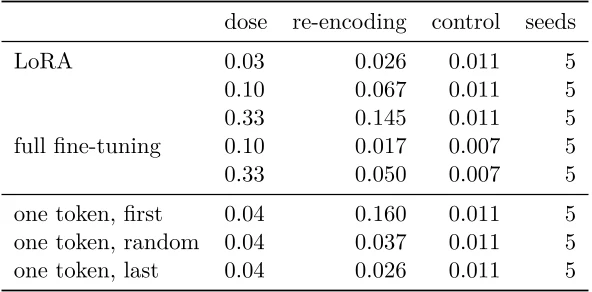 dose re-encoding control seeds
LoRA 0.03 0.026 0.011 5
0.10 0.067 0.011 5
0.33 0.145 0.011 5
full fine-tuning 0.10 0.017 0.007 5
0.33 0.050 0.007 5
one token, first 0.04 0.160 0.011 5
one token, random 0.04 0.037 0.011 5
one token, last 0.04 0.026 0.011 5